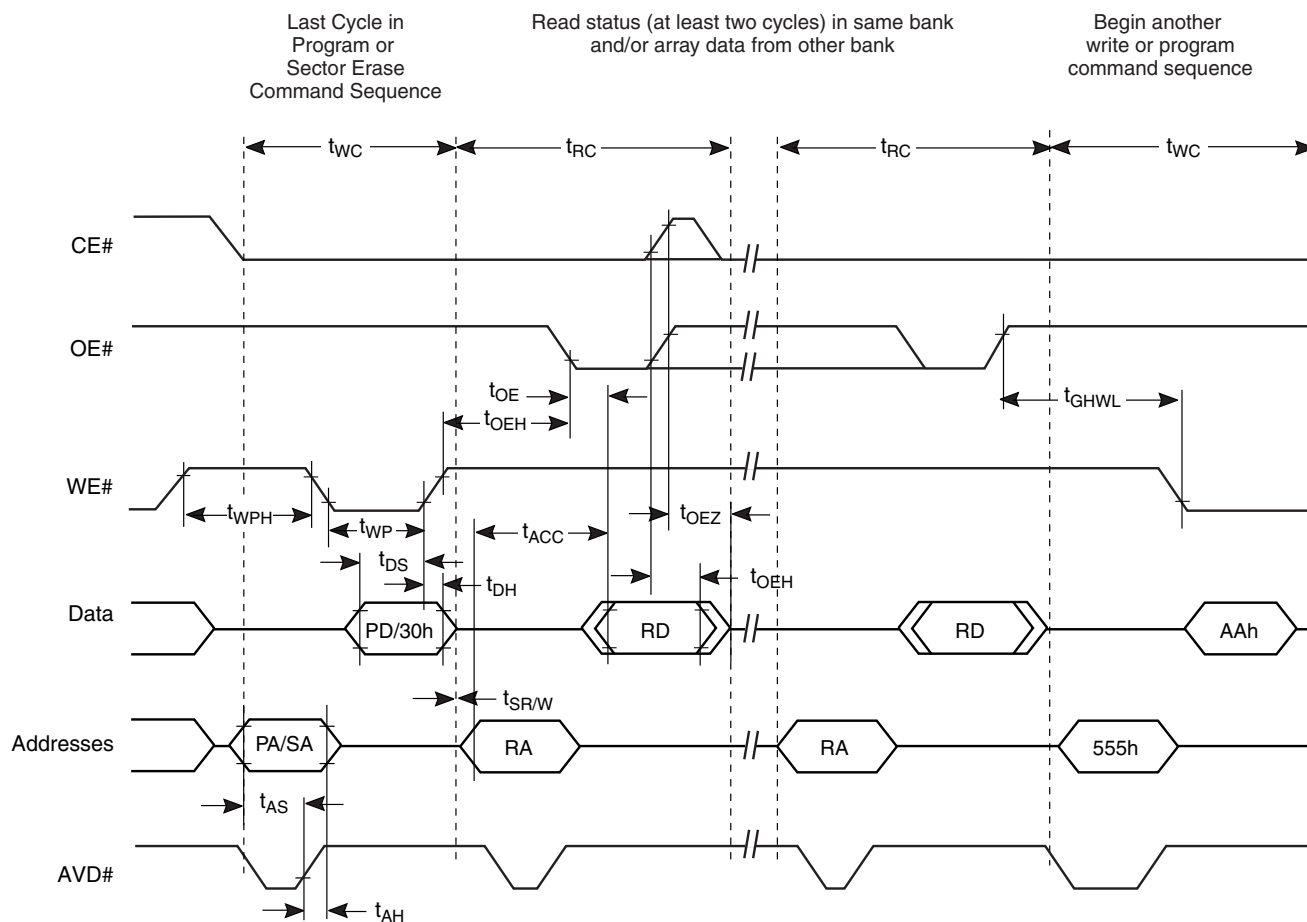 Last Cycle in
Program or
Sector Erase
Command Sequence
Read status (at least two cycles) in same bank
and/or array data from other bank
Begin another
write or program
command sequence
tWC
tRC
tRC
tWC
CE#
OE#
tOE
tOEH
tGHWL
WE#
tWPH
tWP
tACC
tOEZ
tDS
tDH
tOEH
Data
PD/30h
RD
RD
AAh
tSR/W
Addresses
PA/SA
RA
RA
555h
tAS
AVD#
tAH